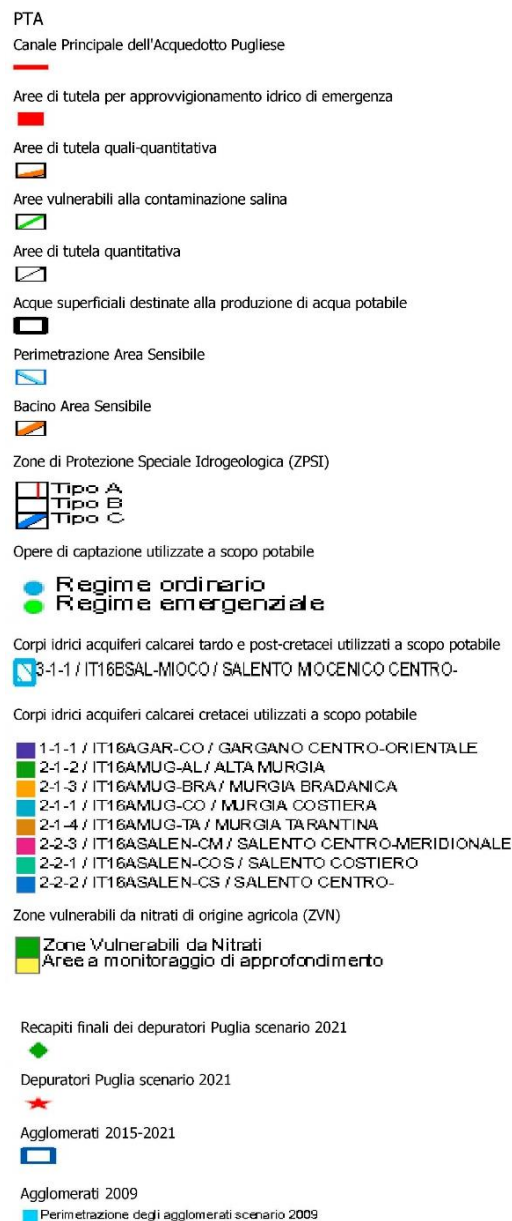 PTA
Canale Principale dell'Acquedotto Pugliese
Aree di tutela per approvvigionamento idrico di emergenza
Aree di tutela quali-quantitativa
Aree vulnerabili alla contaminazione salina
Aree di tutela quantitativa
Acque superficiali destinate alla produzione di acqua potabile
Perimetrazione Area Sensibile
Bacino Area Sensibile
Zone di Protezione Speciale Idrogeologica (ZPSI)
Tipo A
Tipo B
Tipo C
Opere di captazione utilizzate a scopo potabile
Regime ordinario
Regime emergenziale
Corpi idrici acquiferi calcarei tardo e post-cretacei utilizzati a scopo potabile
3-1-1 / IT16BSAL-MIOCO / SALENTO MIOCENICO CENTRO-
Corpi idrici acquiferi calcarei cretacei utilizzati a scopo potabile
1-1-1 / IT16AGAR-CO / GARGANO CENTRO-ORIENTALE
2-1-2 / IT16AMUG-AL / ALTA MURGIA
2-1-3 / IT16AMUG-BRA / MURGIA BRADANICA
2-1-1 / IT16AMUG-CO / MURGIA COSTIERA
2-1-4 / IT16AMUG-TA / MURGIA TARANTINA
2-2-3 / IT16ASALEN-CM / SALENTO CENTRO-MERIDIONALE
2-2-1 / IT16ASALEN-COS / SALENTO COSTIERO
2-2-2 / IT16ASALEN-CS / SALENTO CENTRO-
Zone vulnerabili da nitrati di origine agricola (ZVN)
Zone Vulnerabili da Nitrati
Aree a monitoraggio di approfondimento
Recapiti finali dei depuratori Puglia scenario 2021
Depuratori Puglia scenario 2021
Agglomerati 2015-2021
Agglomerati 2009
Perimetrazione degli agglomerati scenario 2009